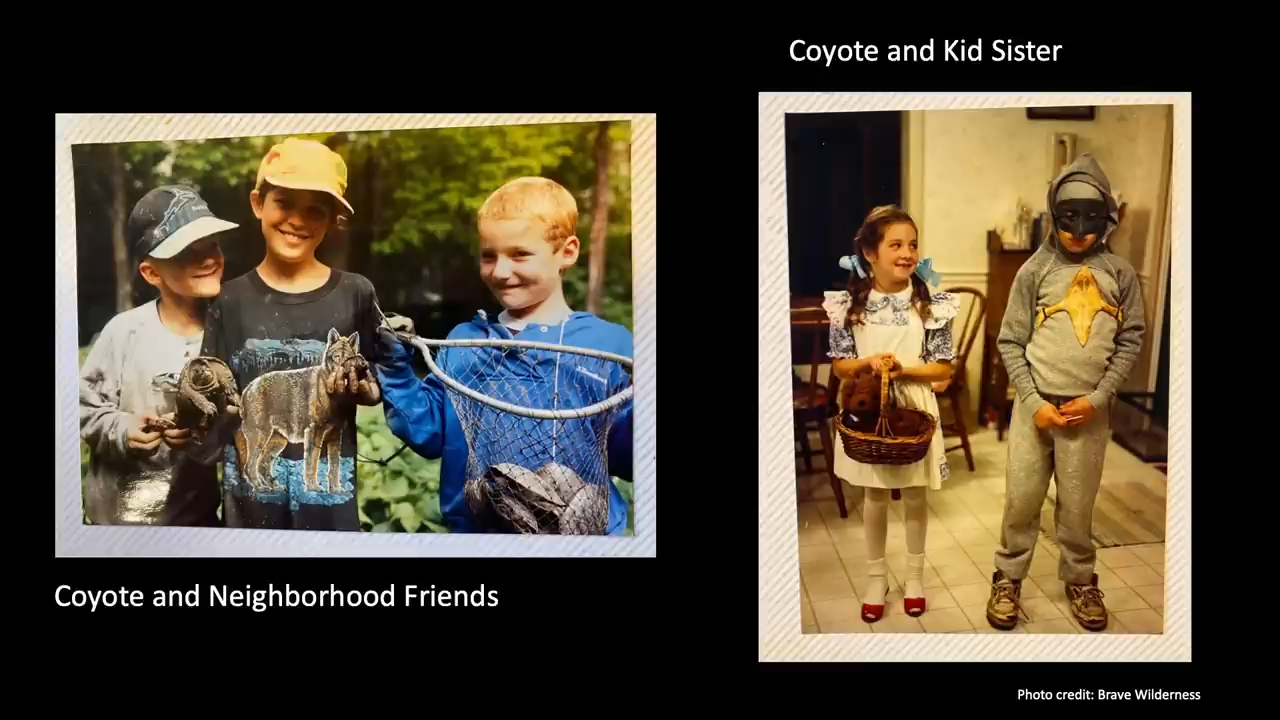 Coyote and Kid Sister
Coyote and Neighborhood Friends
Photo credit: Brave Wilderness